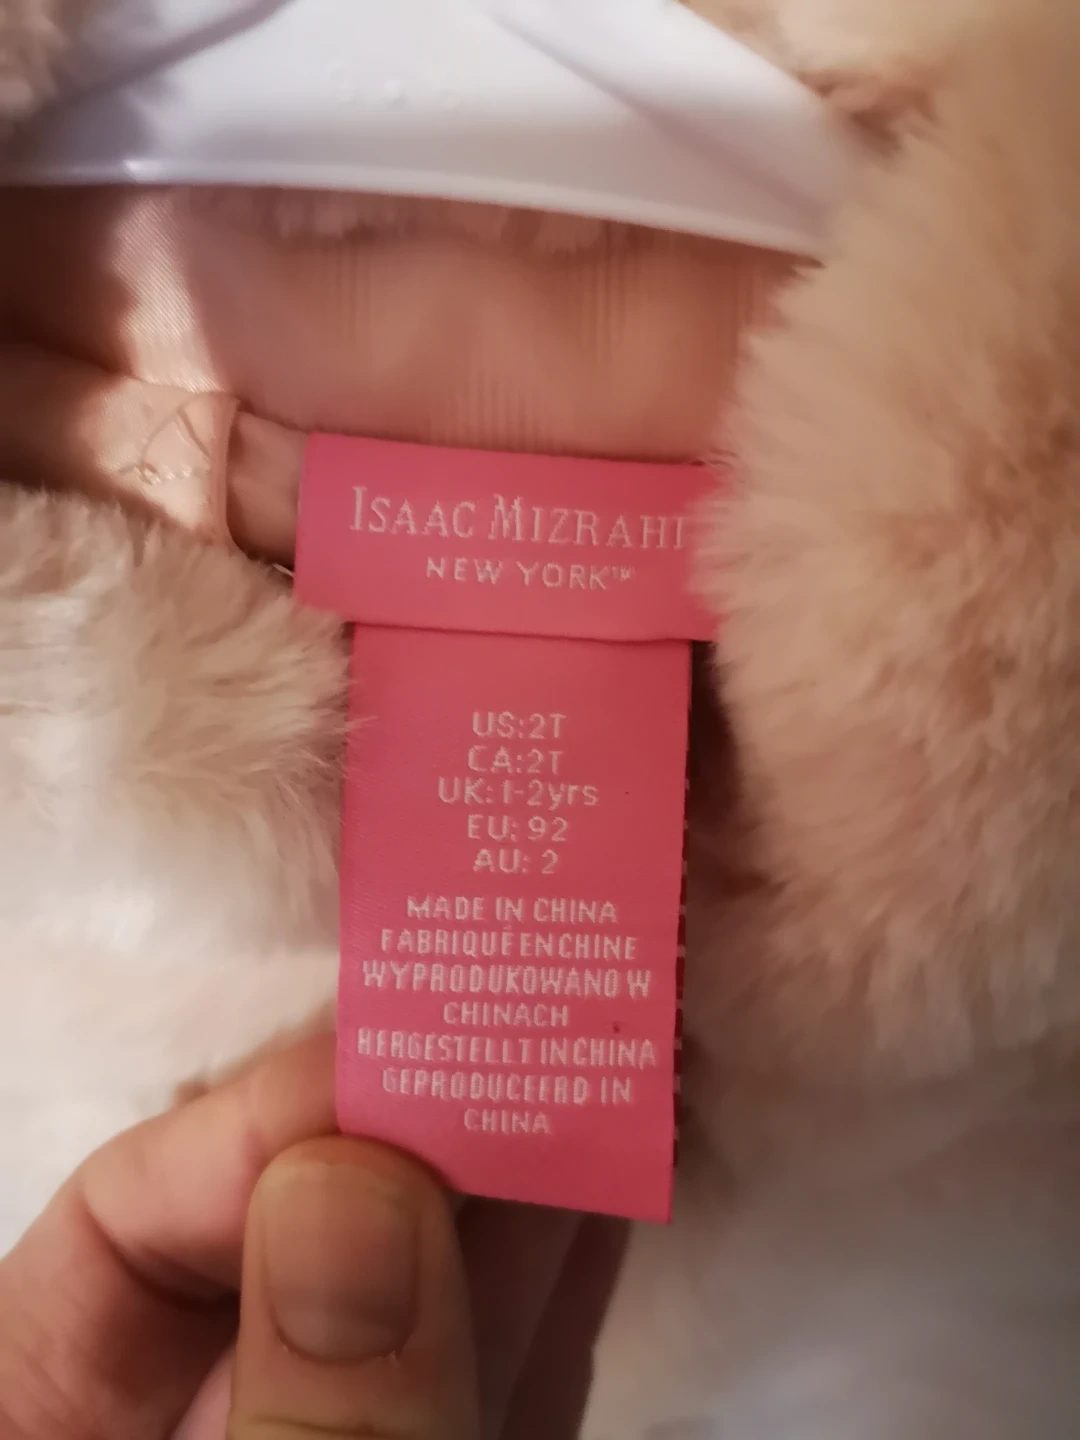 ISAAC MIZRAHI
NEW YORK™
US:2T
CA:2T
UK:1-2yrs
EU: 92
AU: 2
MADE IN CHINA
FABRIQUÉ EN CHINE
WYPRODUKOWANO W
CHINACH
HERGESTELLT IN CHINA
GEPRODUCEERD IN
CHINA